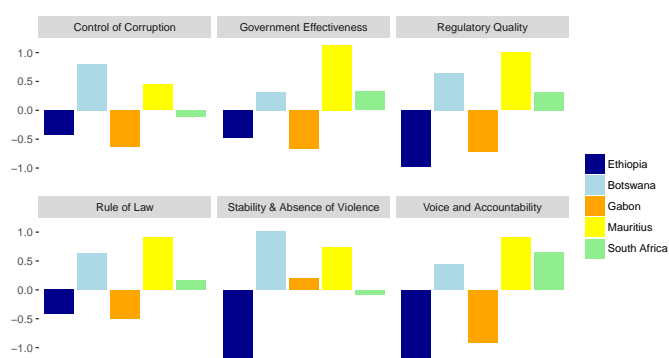 Control of Corruption
Government Effectiveness
Regulatory Quality
1.0
0.5
0.0
−0.5
−1.0
Rule of Law
Stability & Absence of Violence
Voice and Accountability
1.0
0.5
0.0
−0.5
−1.0
Ethiopia
Botswana
Gabon
Mauritius
South Africa